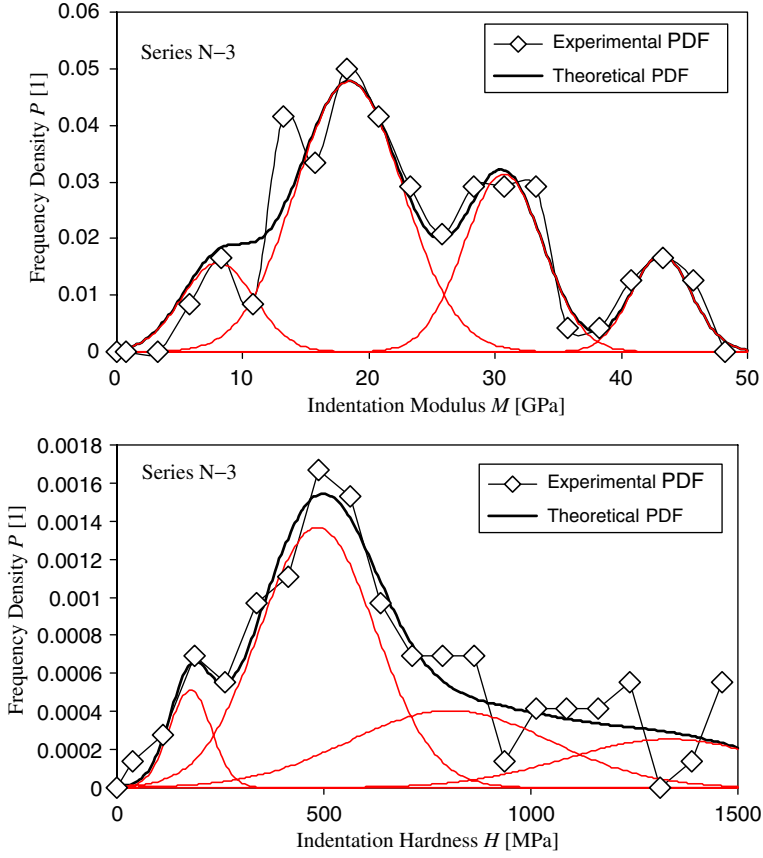 0.06
0.05
0.04
0.03
0.02
0.01
0
Frequency Density P [1]
Series N−3
Experimental PDF
Theoretical PDF
0 10 20 30 40 50
Indentation Modulus M [GPa]
0.0018
0.0016
0.0014
0.0012
0.001
0.0008
0.0006
0.0004
0.0002
0
Frequency Density P [1]
Series N−3
Experimental PDF
Theoretical PDF
0 500 1000 1500
Indentation Hardness H [MPa]